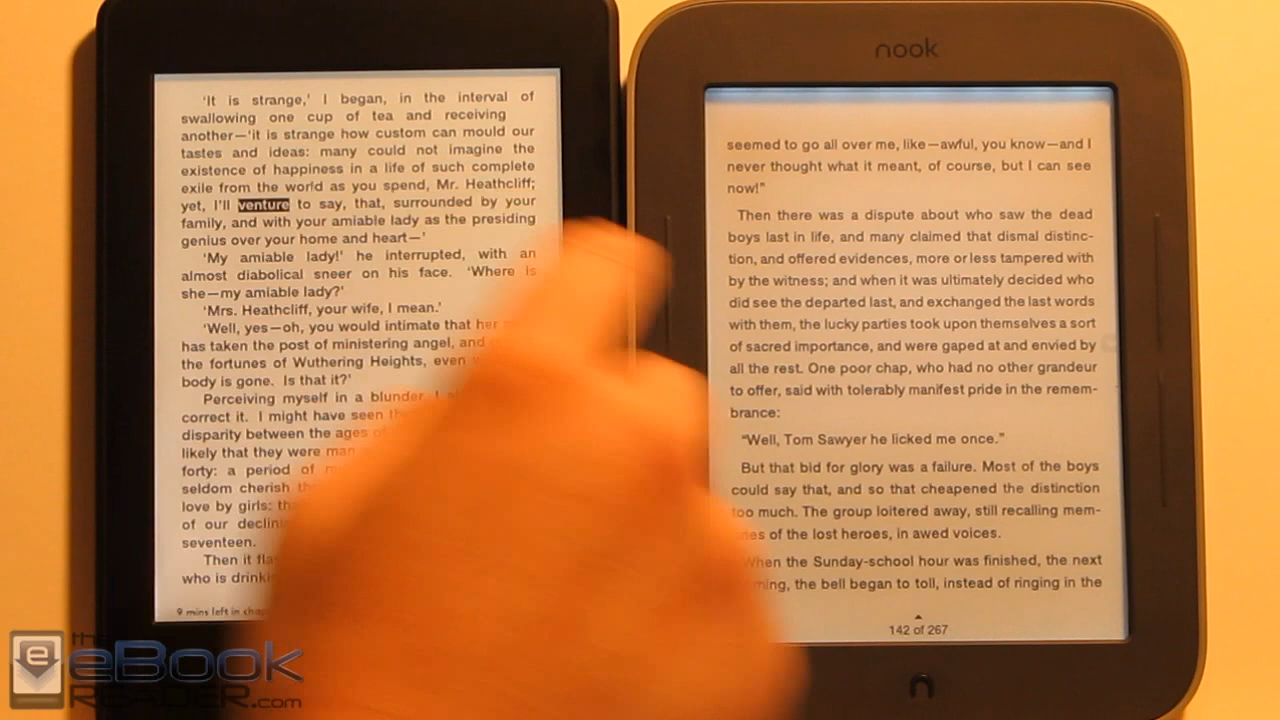 'It is strange,' I began, in the interval of
swallowing one cup of tea and receiving
another—'it is strange how custom can mould our
tastes and ideas: many could not imagine the
existence of happiness in a life of such complete
exile from the world as you spend, Mr. Heathcliff;
yet, I'll venture to say, that, surrounded by your
family, and with your amiable lady as the presiding
genius over your home and heart—'
'My amiable lady!' he interrupted, with an
almost diabolical sneer on his face. 'Where is
she—my amiable lady?'
'Mrs. Heathcliff, your wife, I mean.'
'Well, yes—oh, you would intimate that her
has taken the post of ministering angel, and
the fortunes of Wuthering Heights, even
body is gone. Is that it?'
Perceiving myself in a blunder, I
correct it. I might have seen
disparity between the ages of
likely that they were
forty: a period of
seldom cherish
love by girls:
of our
seventeen.
Then it
who is
9 mins left in
nook
seemed to go all over me, like—awful, you know—and I
never thought what it meant, of course, but I can see
now!"
Then there was a dispute about who saw the dead
boys last in life, and many claimed that dismal distinc-
tion, and offered evidences, more or less tampered with
by the witness; and when it was ultimately decided who
did see the departed last, and exchanged the last words
with them, the lucky parties took upon themselves a sort
of sacred importance, and were gaped at and envied by
all the rest. One poor chap, who had no other grandeur
to offer, said with tolerably manifest pride in the remem-
brance:
"Well, Tom Sawyer he licked me once."
But that bid for glory was a failure. Most of the boys
could say that, and so that cheapened the distinction
too much. The group loitered away, still recalling mem-
of the lost heroes, in awed voices.
When the Sunday-school hour was finished, the next
the bell began to toll, instead of ringing in the
142 of 267
the
eBook
READER.com